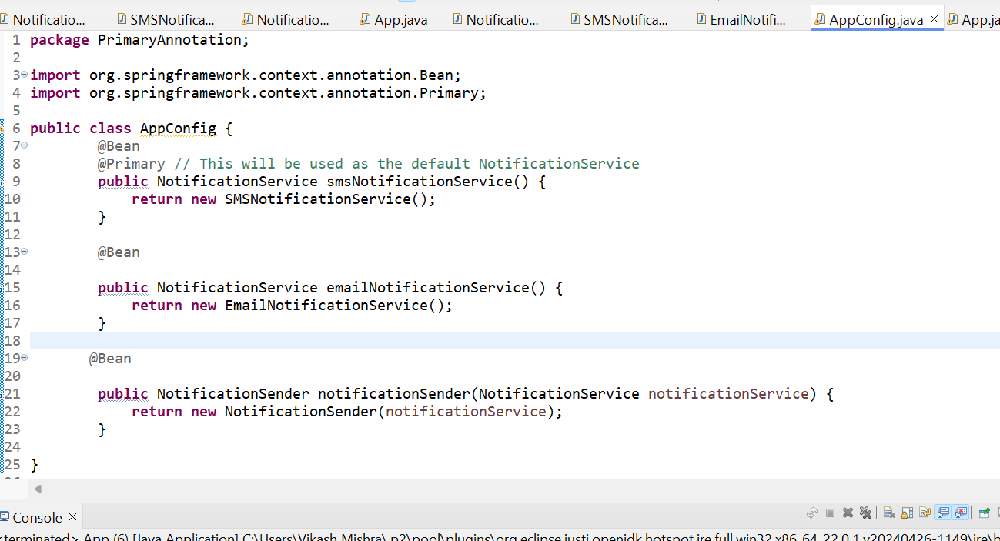 Notificatio...
SMSNotifica...
Notificatio...
App.java
Notificatio...
SMSNotifica...
EmailNotifi...
AppConfig.java
App.ja
1 package PrimaryAnnotation;
2
3 import org.springframework.context.annotation.Bean;
4 import org.springframework.context.annotation.Primary;
5
6 public class AppConfig {
7 @Bean
8 @Primary // This will be used as the default NotificationService
9 public NotificationService smsNotificationService() {
10 return new SMSNotificationService();
11 }
12
13 @Bean
14
15 public NotificationService emailNotificationService() {
16 return new EmailNotificationService();
17 }
18
19 @Bean
20
21 public NotificationSender notificationSender(NotificationService notificationService) {
22 return new NotificationSender(notificationService);
23 }
24
25 }
Console
<terminated> App (6) [Java Application] C:\Users\Vikash Mishra\.p2\pool\plugins\org.eclipse.justj.openjdk.hotspot.jre.full.win32.x86_64_22.0.1.v20240426-1149\jre\b